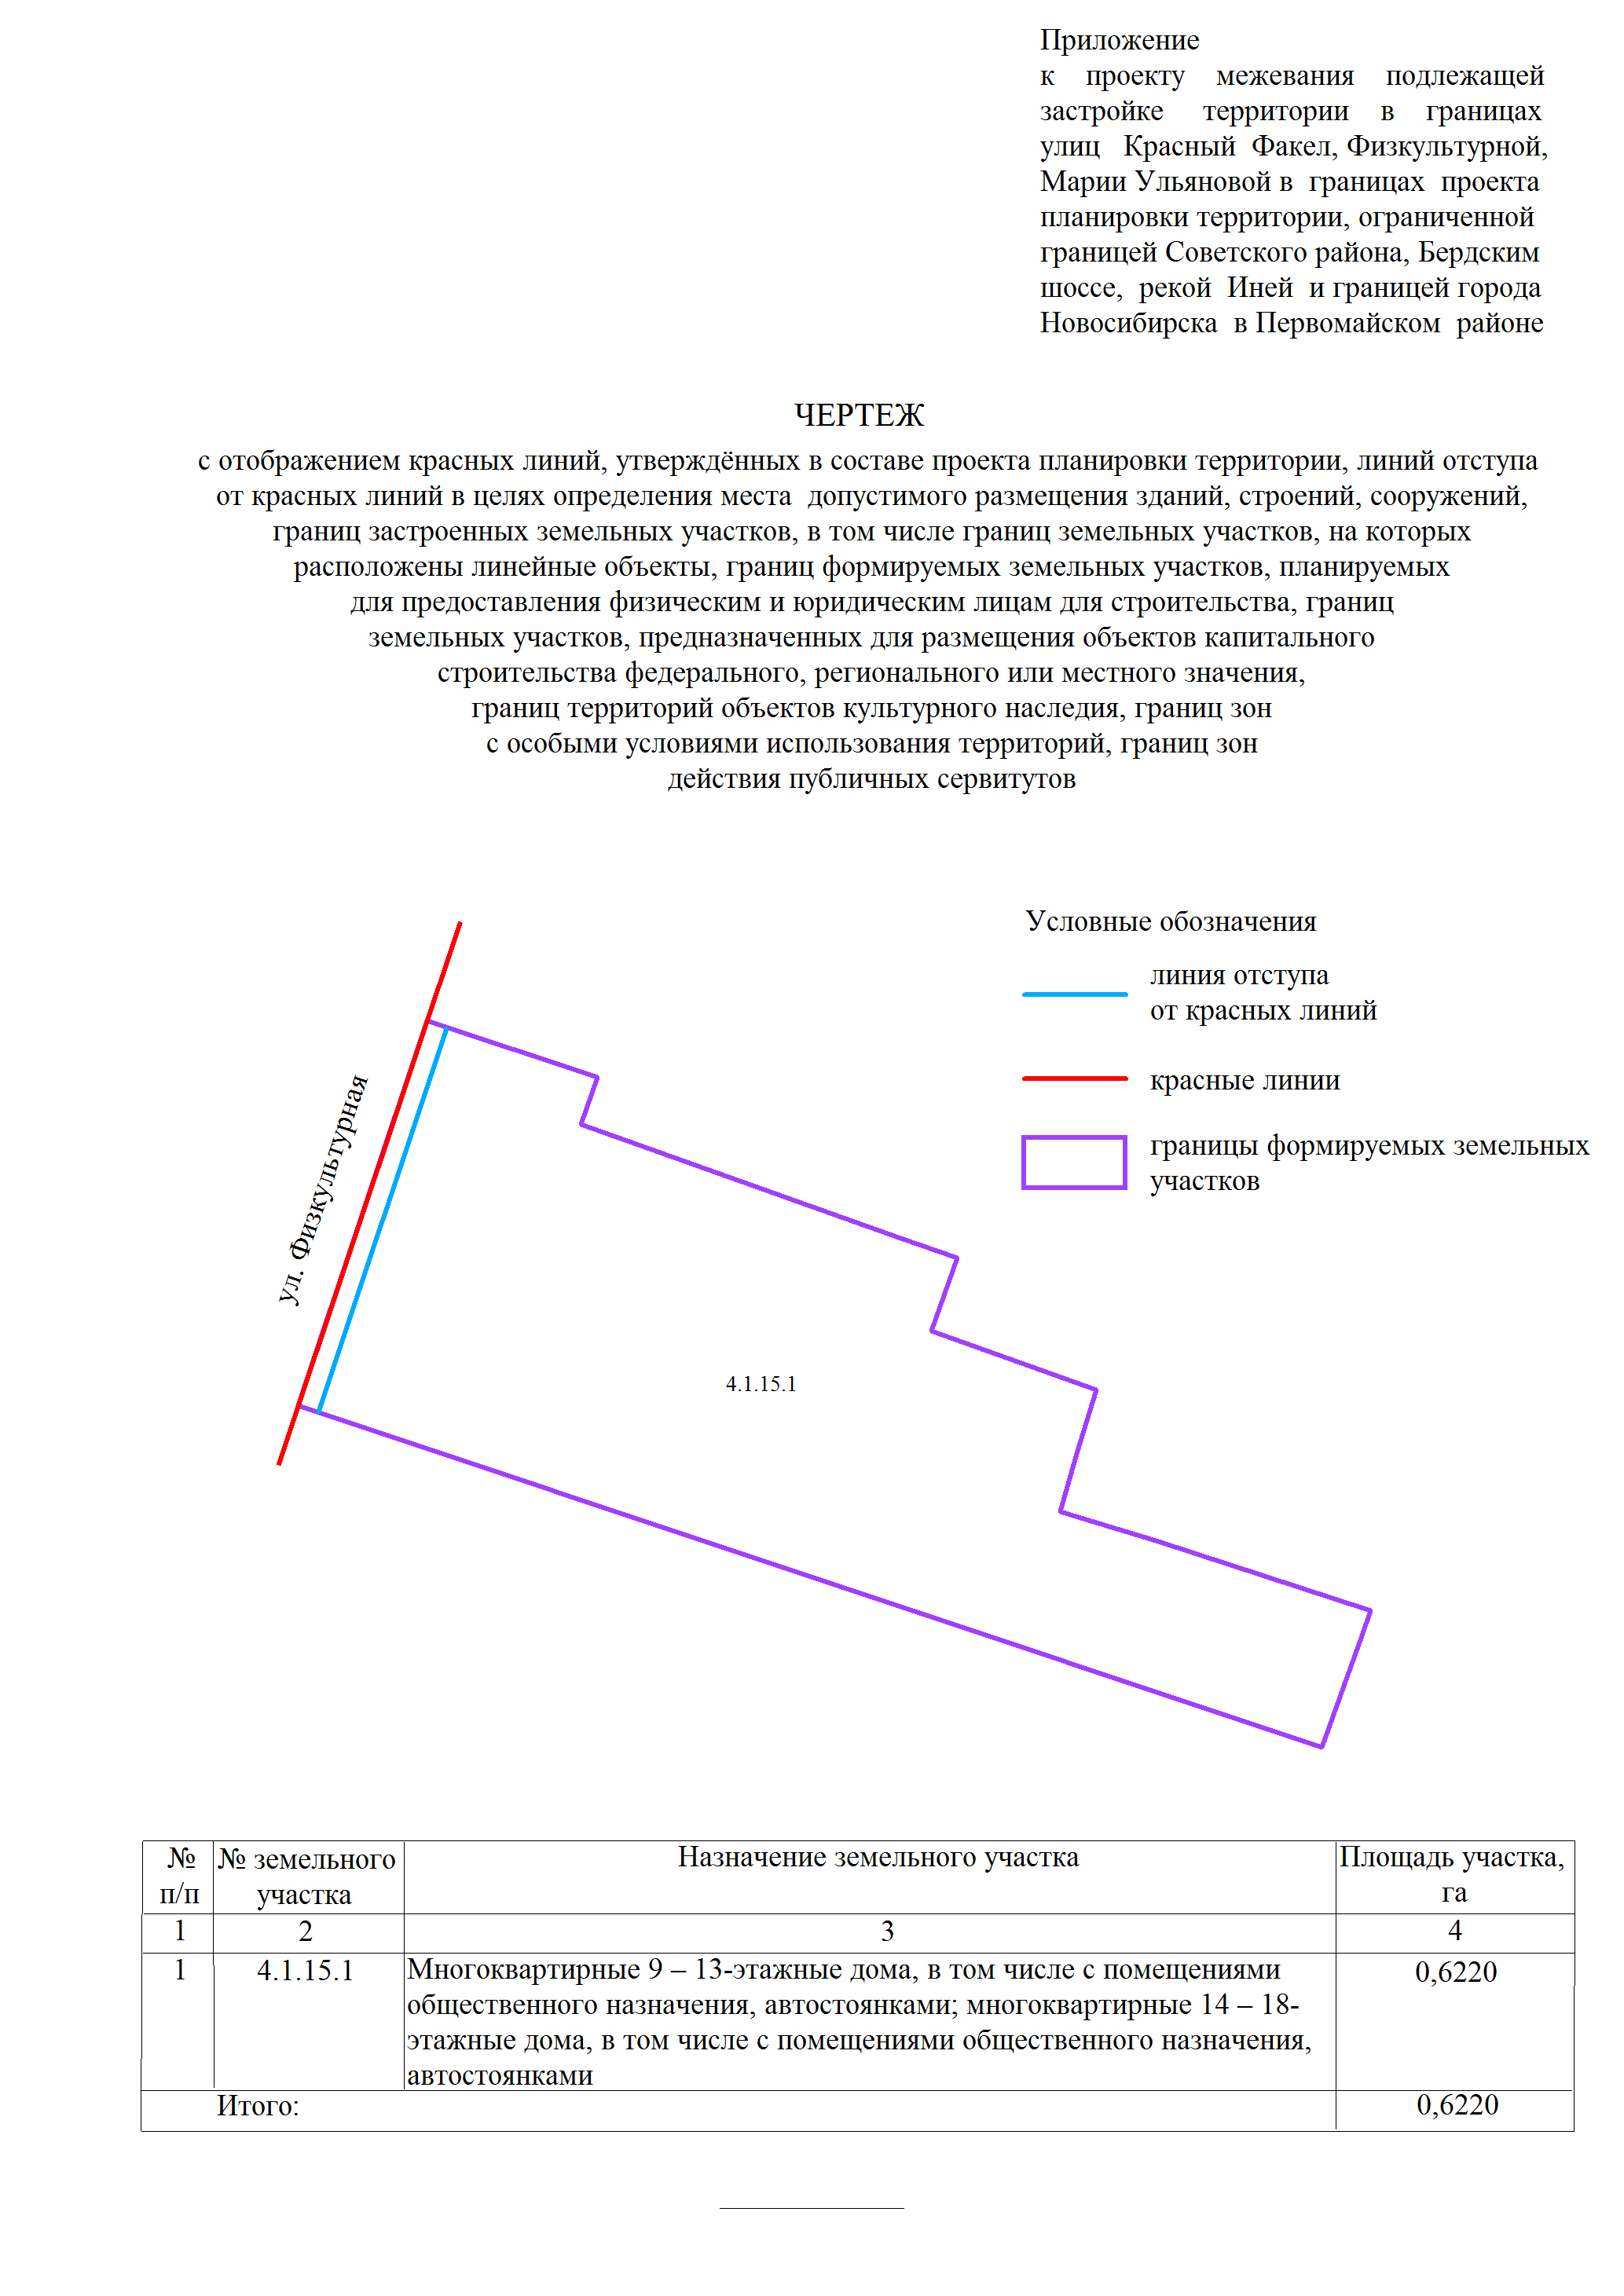 Приложение
к проекту межевания подлежащей
застройке территории в границах
улиц Красный Факел, Физкультурной,
Марии Ульяновой в границах проекта
планировки территории, ограниченной
границей Советского района, Бердским
шоссе, рекой Иней и границей города
Новосибирска в Первомайском районе
ЧЕРТЕЖ
с отображением красных линий, утверждённых в составе проекта планировки территории, линий отступа
от красных линий в целях определения места допустимого размещения зданий, строений, сооружений,
границ застроенных земельных участков, в том числе границ земельных участков, на которых
расположены линейные объекты, границ формируемых земельных участков, планируемых
для предоставления физическим и юридическим лицам для строительства, границ
земельных участков, предназначенных для размещения объектов капитального
строительства федерального, регионального или местного значения,
границ территорий объектов культурного наследия, границ зон
с особыми условиями использования территорий, границ зон
действия публичных сервитутов
Условные обозначения
линия отступа
от красных линий
красные линии
границы формируемых земельных
участков
ул. Физкультурная
4.1.15.1
№
п/п
№ земельного
участка
Назначение земельного участка
Площадь участка,
га
1
2
3
4
1
4.1.15.1
Многоквартирные 9 – 13-этажные дома, в том числе с помещениями
общественного назначения, автостоянками; многоквартирные 14 – 18-
этажные дома, в том числе с помещениями общественного назначения,
автостоянками
0,6220
Итого:
0,6220